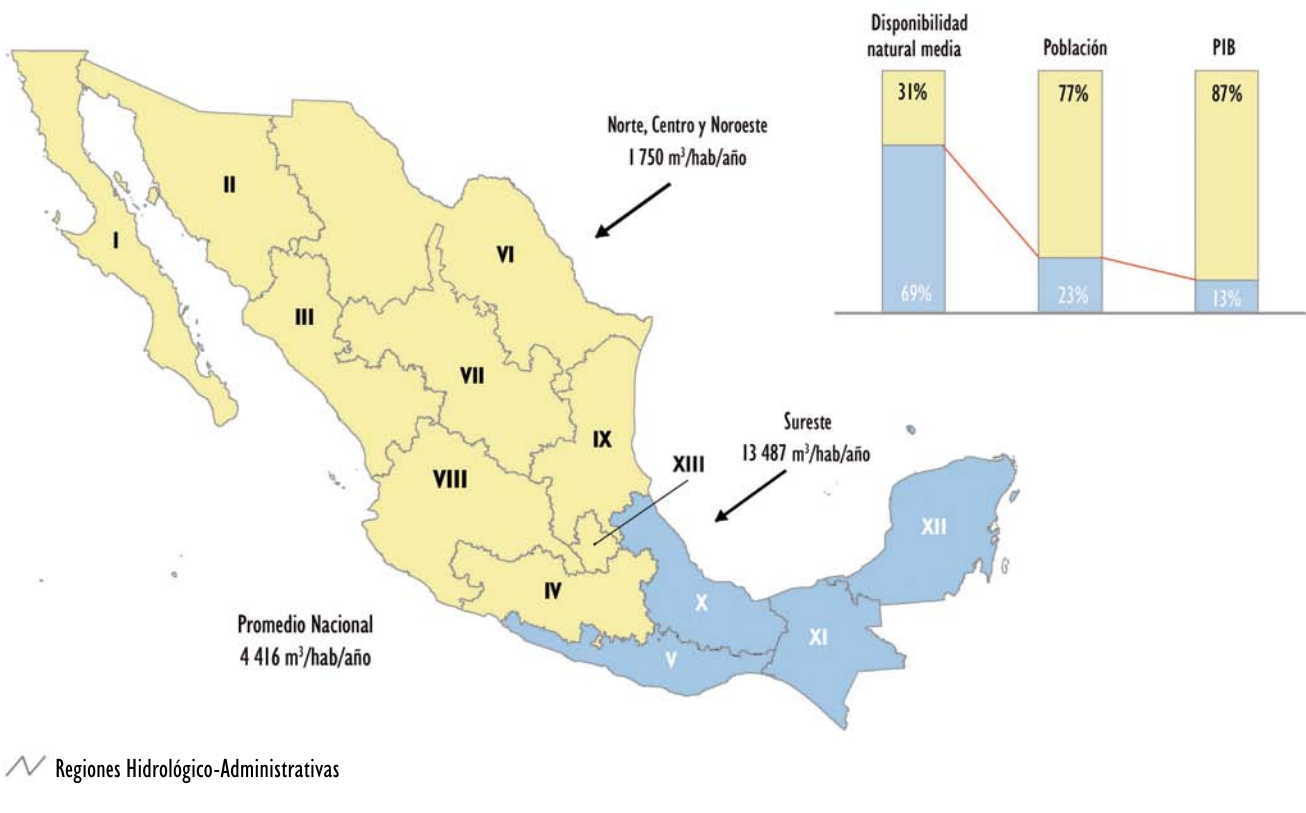 Disponibilidad
natural media
Población
PIB
31%
77%
87%
69%
23%
13%
Norte, Centro y Noroeste
1 750 m³/hab/año
II
I
VI
III
VII
IX
Sureste
13 487 m³/hab/año
XIII
VIII
XII
IV
X
XI
V
Promedio Nacional
4 416 m³/hab/año
Regiones Hidrológico-Administrativas